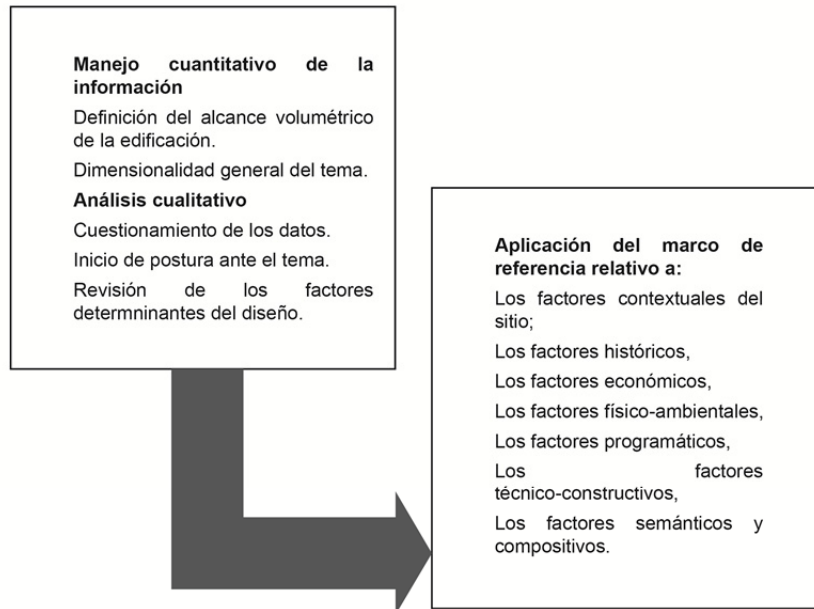 Manejo cuantitativo de la
información
Definición del alcance volumétrico
de la edificación.
Dimensionalidad general del tema.
Análisis cualitativo
Cuestionamiento de los datos.
Inicio de postura ante el tema.
Revisión de los factores
determninantes del diseño.
Aplicación del marco de
referencia relativo a:
Los factores contextuales del
sitio;
Los factores históricos,
Los factores económicos,
Los factores físico-ambientales,
Los factores programáticos,
Los factores
técnico-constructivos,
Los factores semánticos y
compositivos.